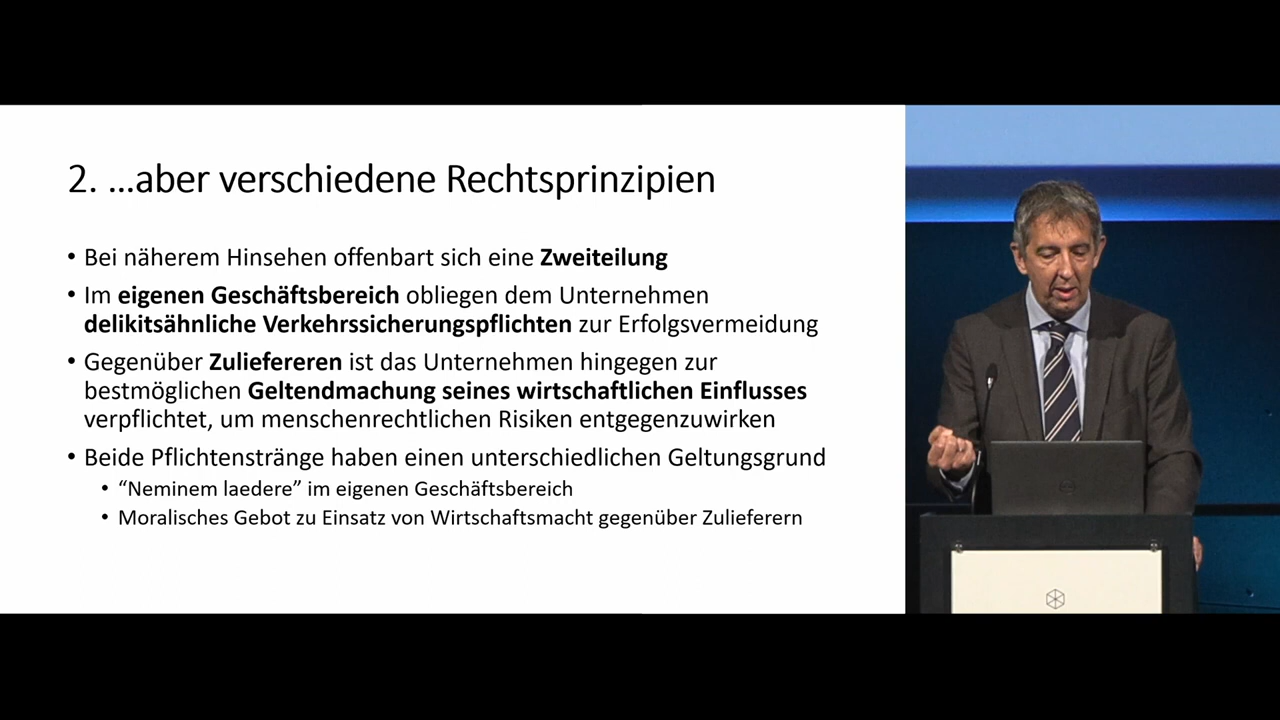 2. …aber verschiedene Rechtsprinzipien
• Bei näherem Hinsehen offenbart sich eine Zweiteilung
• Im eigenen Geschäftsbereich obliegen dem Unternehmen
delikitsähnliche Verkehrssicherungspflichten zur Erfolgsvermeidung
• Gegenüber Zuliefereren ist das Unternehmen hingegen zur
bestmöglichen Geltendmachung seines wirtschaftlichen Einflusses
verpflichtet, um menschenrechtlichen Risiken entgegenzuwirken
• Beide Pflichtenstränge haben einen unterschiedlichen Geltungsgrund
• “Neminem laedere” im eigenen Geschäftsbereich
• Moralisches Gebot zu Einsatz von Wirtschaftsmacht gegenüber Zulieferern